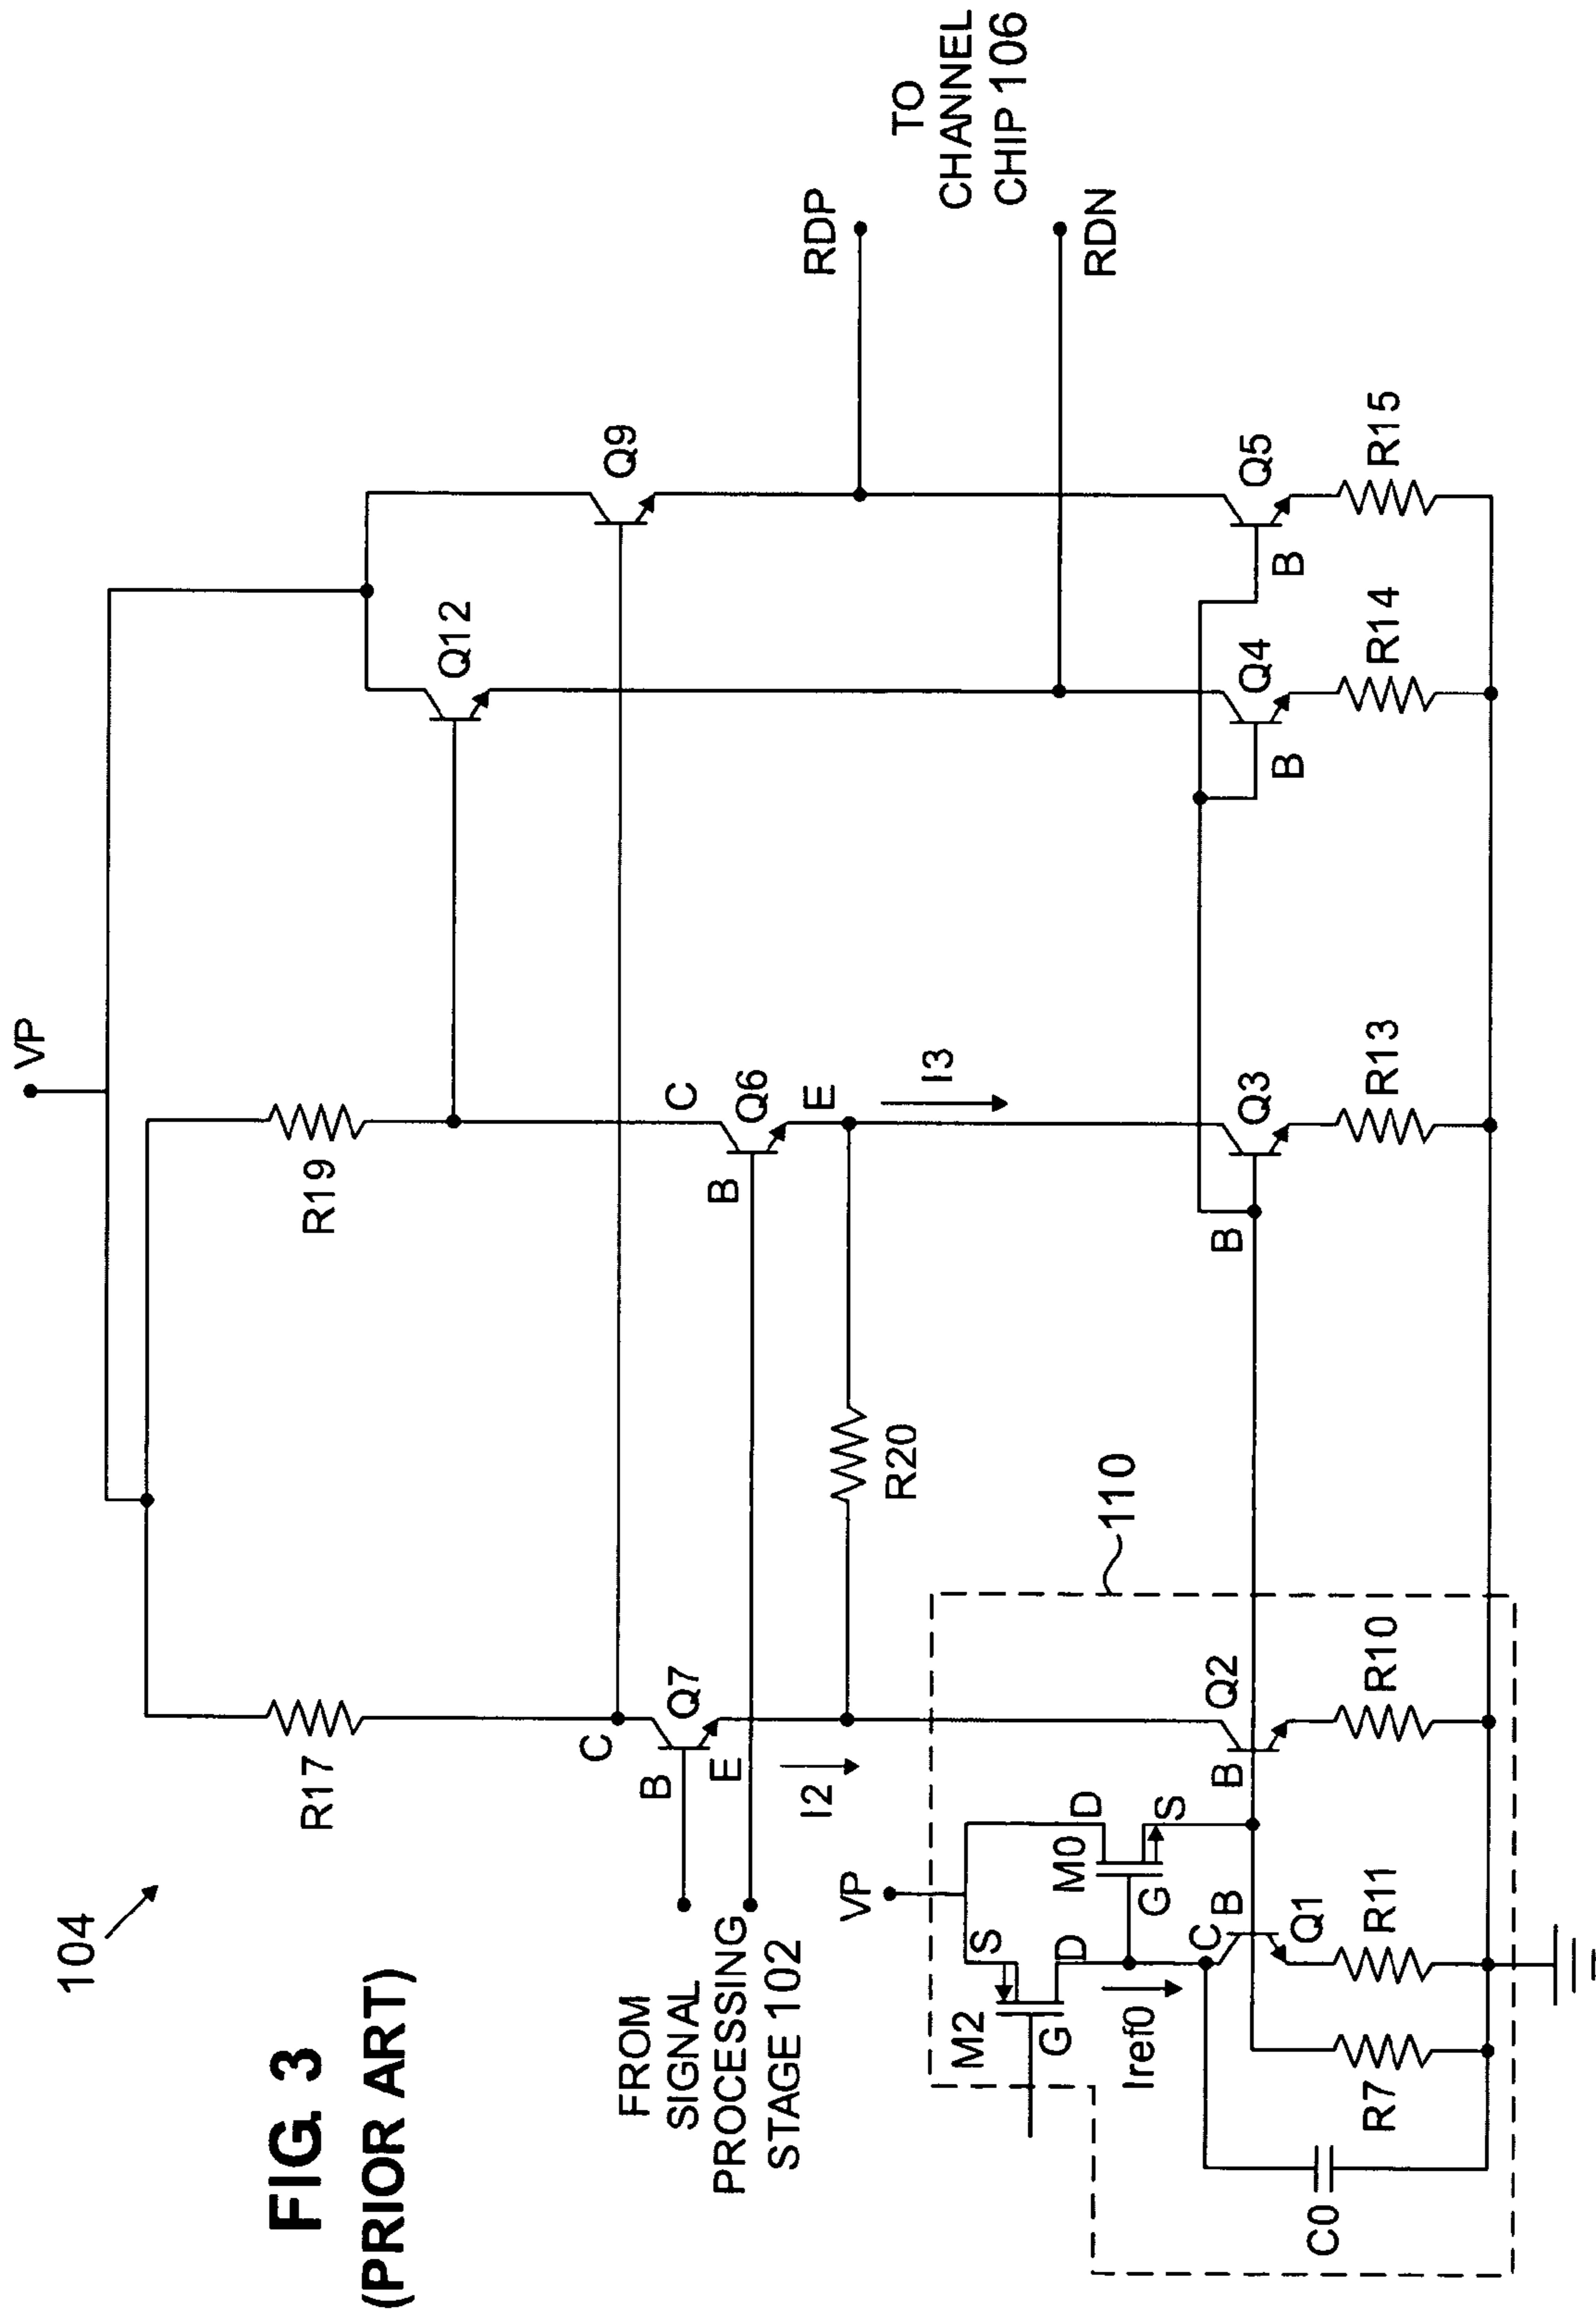 FIG. 3
(PRIOR ART)
104
VP
R17
R19
Q12
Q9
C
B
Q7
E
C
B
Q6
E
FROM
SIGNAL
PROCESSING
STAGE 102
I2
I3
R20
RDP
RDN
TO
CHANNEL
CHIP 106
110
VP
M2
S
D
G
M0
D
S
G
Iref0
C
B
Q1
B
Q2
B
Q3
B
Q4
B
Q5
C0
R7
R11
R10
R13
R14
R15